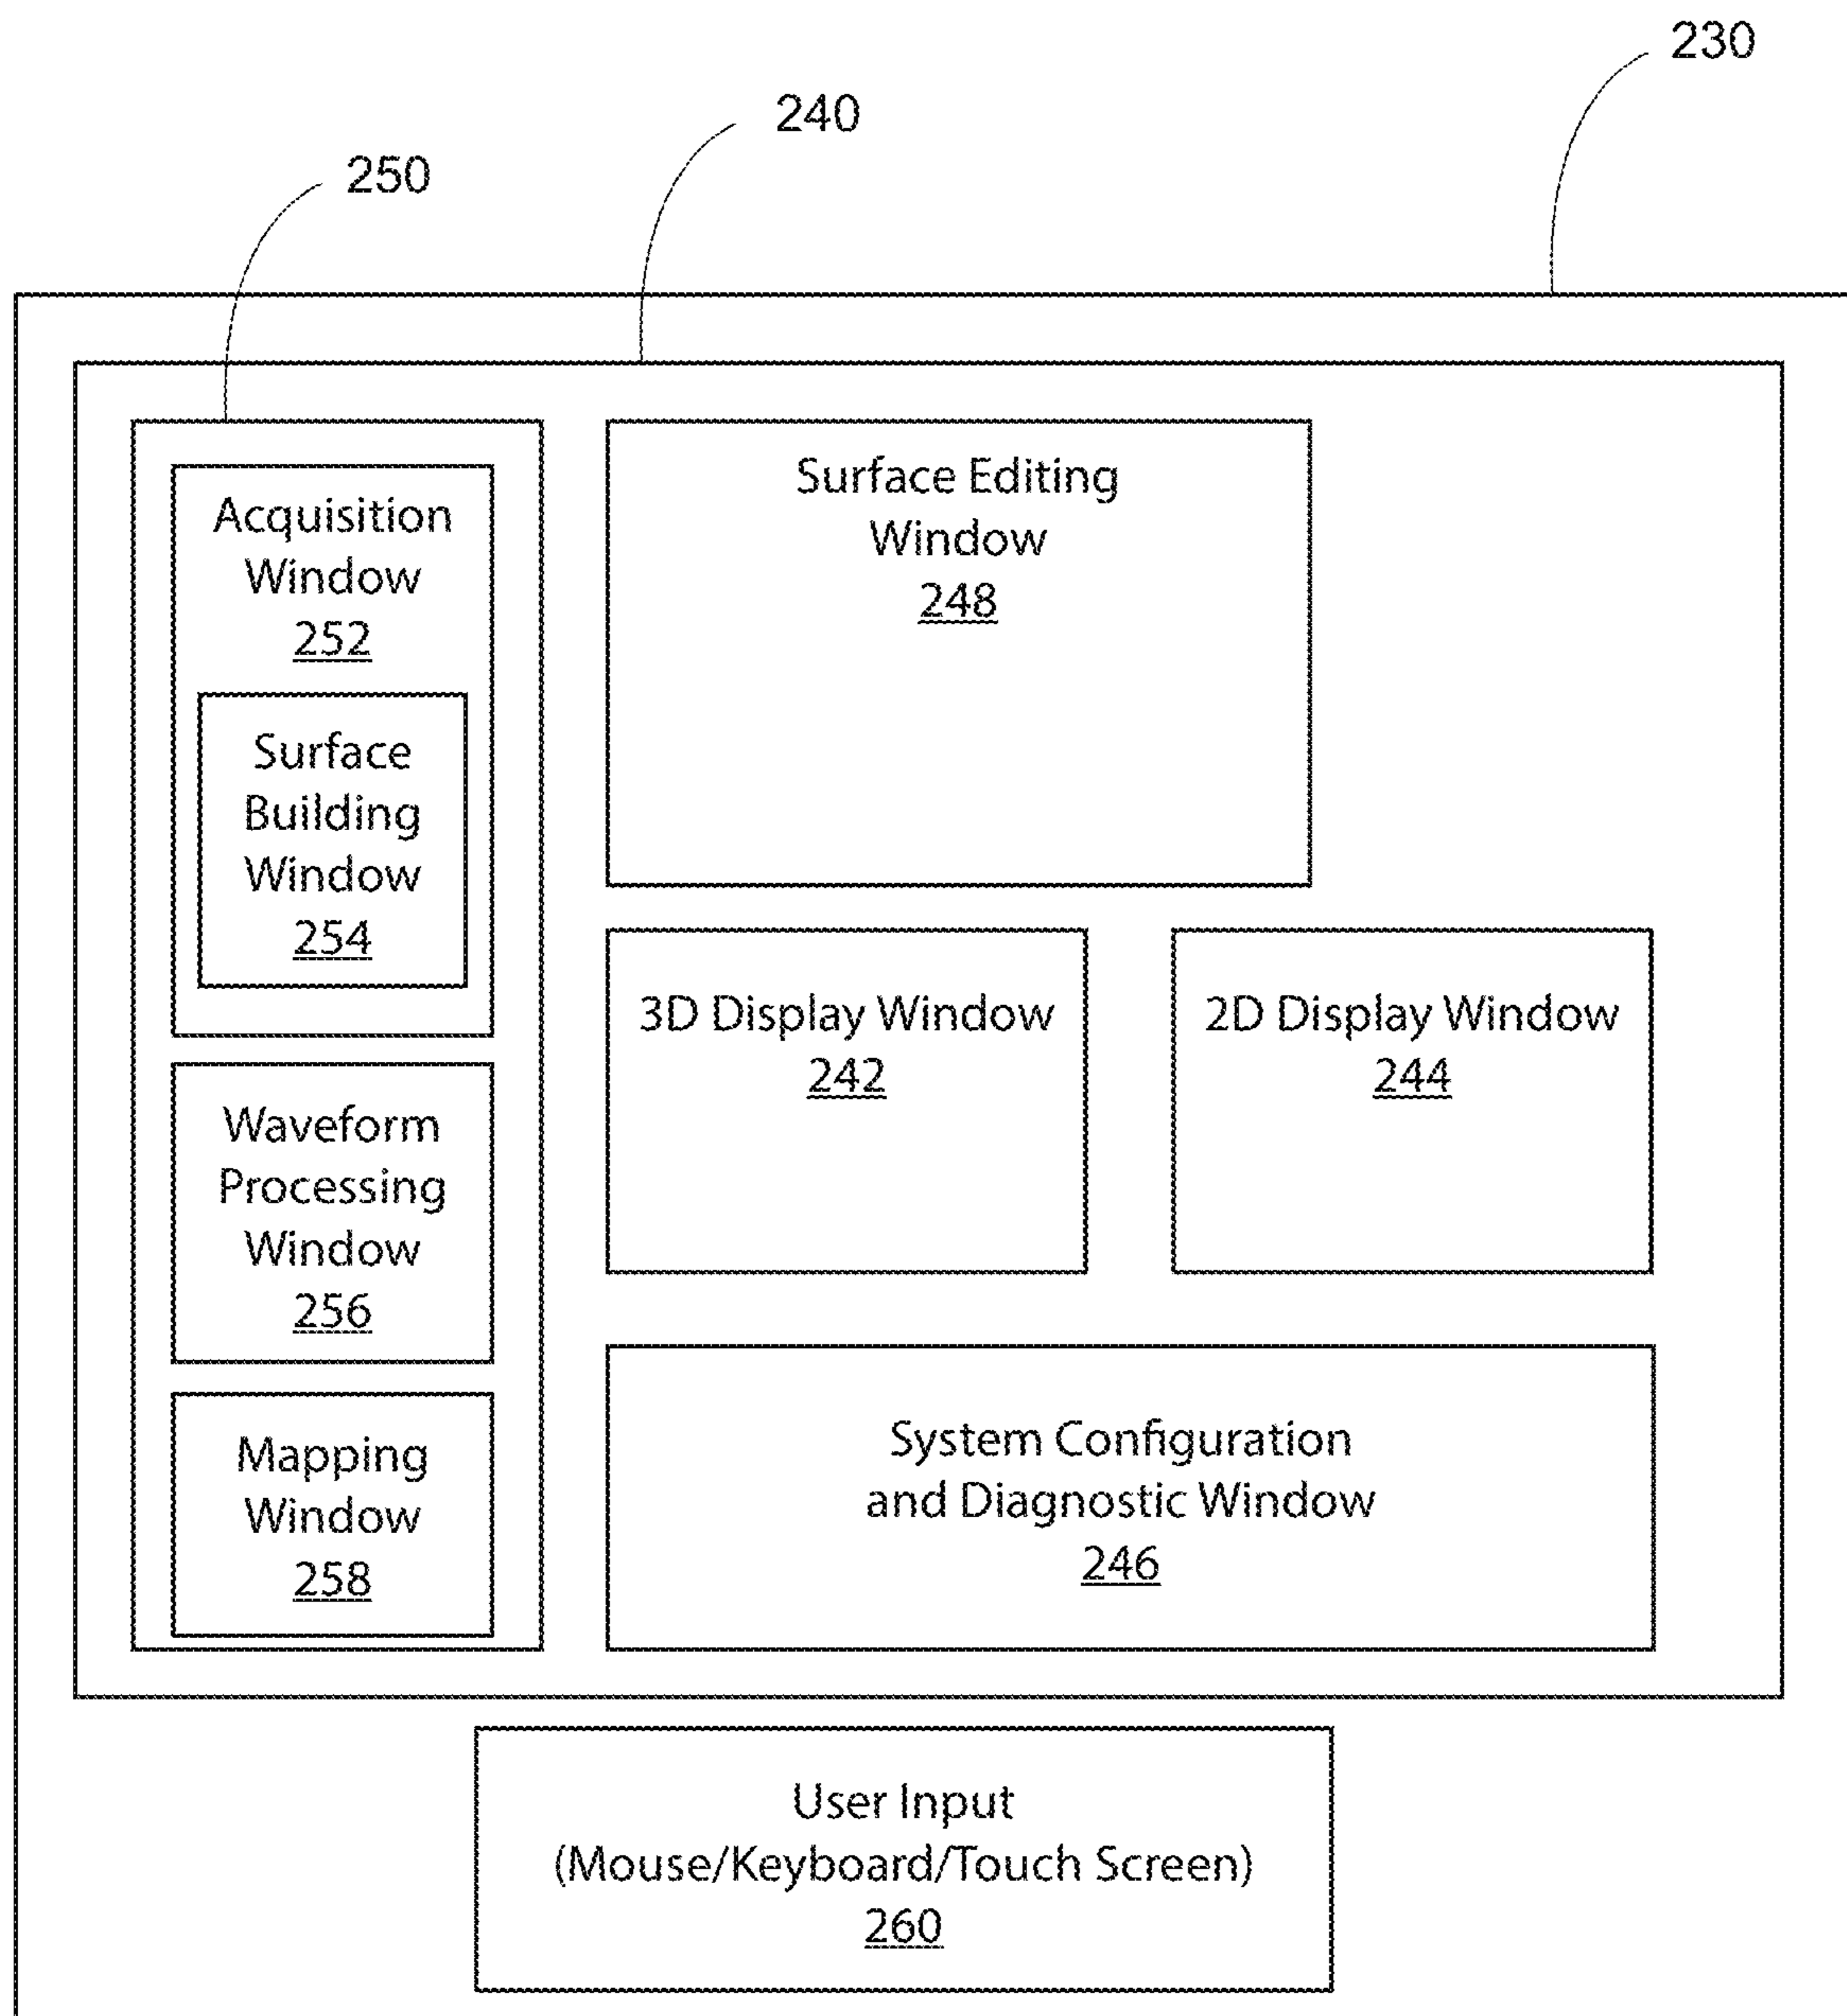 230
240
250
Acquisition
Window
252
Surface
Building
Window
254
Waveform
Processing
Window
256
Mapping
Window
258
Surface Editing
Window
248
3D Display Window
242
2D Display Window
244
System Configuration
and Diagnostic Window
246
User Input
(Mouse/Keyboard/Touch Screen)
260